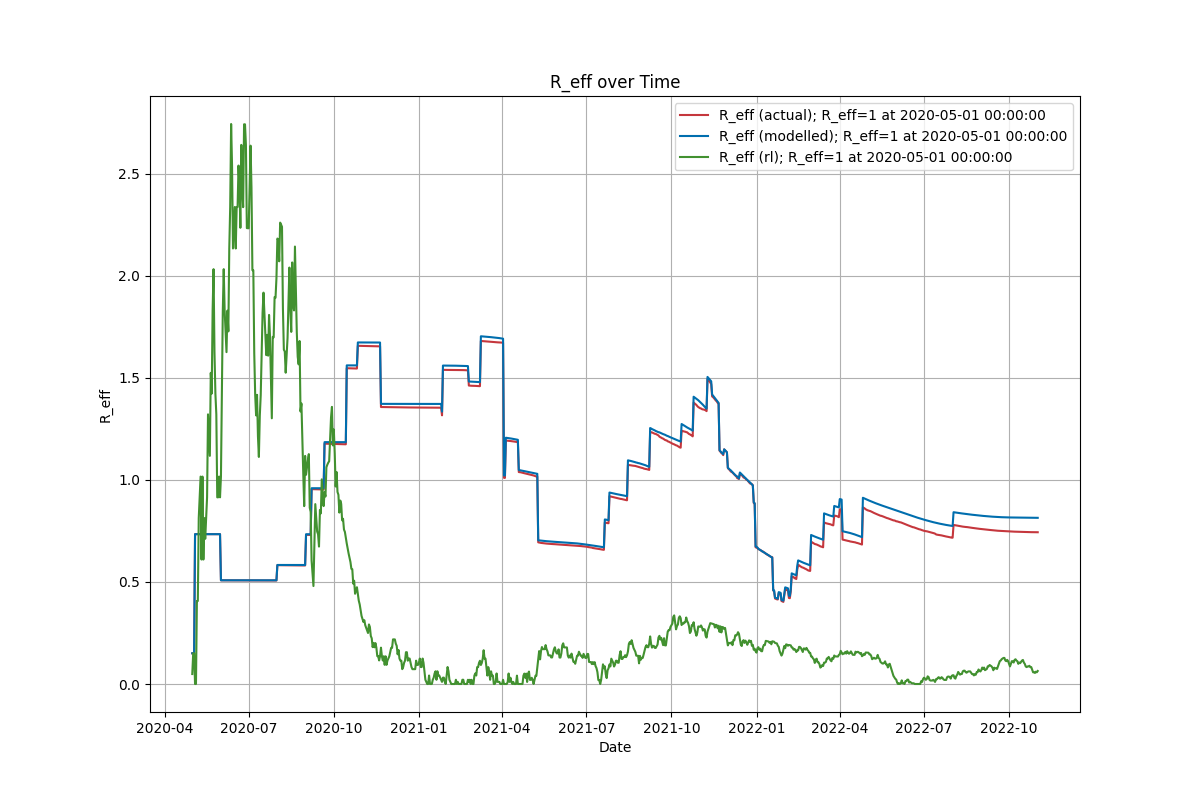 R_eff over Time
R_eff (actual); R_eff=1 at 2020-05-01 00:00:00
R_eff (modelled); R_eff=1 at 2020-05-01 00:00:00
R_eff (rl); R_eff=1 at 2020-05-01 00:00:00
R_eff
2.5
2.0
1.5
1.0
0.5
0.0
2020-04 2020-07 2020-10 2021-01 2021-04 2021-07 2021-10 2022-01 2022-04 2022-07 2022-10
Date